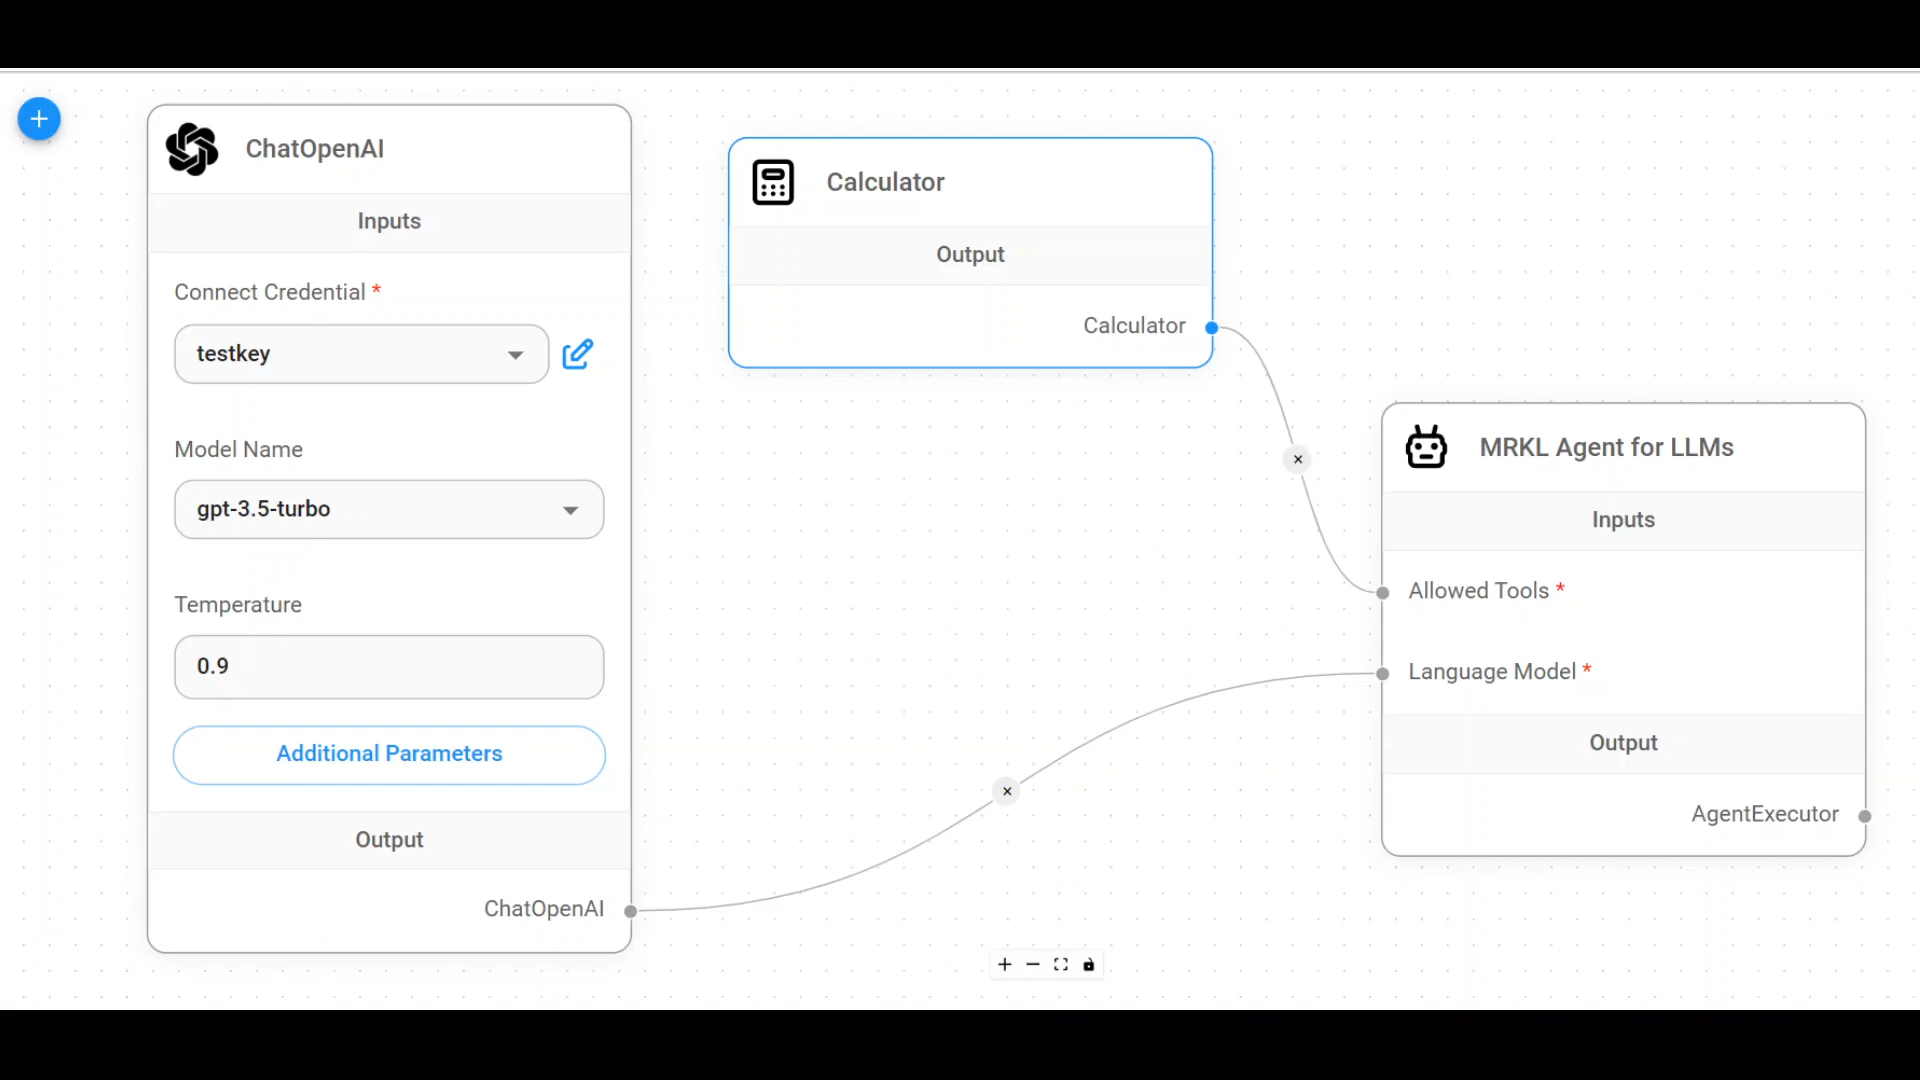 ChatOpenAI
Inputs
Connect Credential *
testkey
Model Name
gpt-3.5-turbo
Temperature
0.9
Additional Parameters
Output
ChatOpenAI
Calculator
Output
Calculator
MRKL Agent for LLMs
Inputs
Allowed Tools *
Language Model *
Output
AgentExecutor